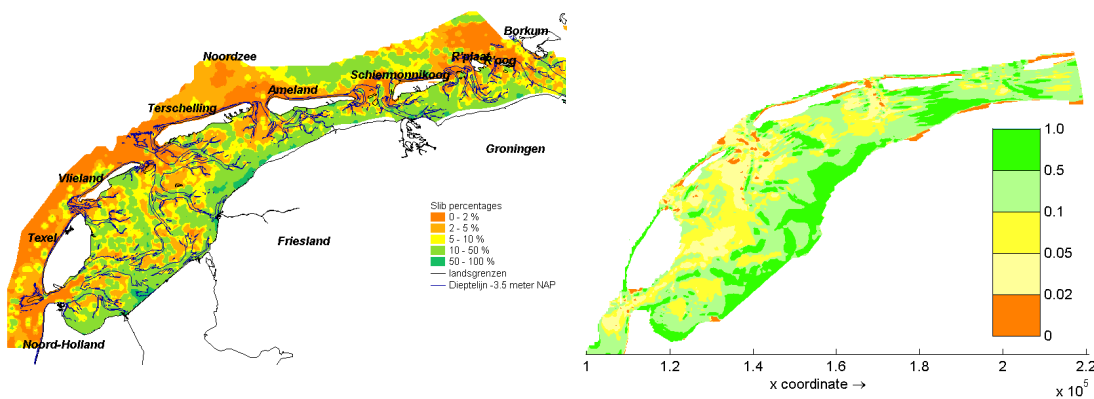 Borkum
Noordzee
R'plaat
R'oog
Schiermonnikoog
Ameland
Terschelling
Groningen
Vlieland
Texel
Friesland
Noord-Holland
Slib percentages
0 - 2 %
2 - 5 %
5 - 10 %
10 - 50 %
50 - 100 %
landsgrenzen
Dieptelijn -3.5 meter NAP
1.0
0.5
0.1
0.05
0.02
0
1 1.2 1.4 1.6 1.8 2 2.2
x coordinate →
x 10⁵